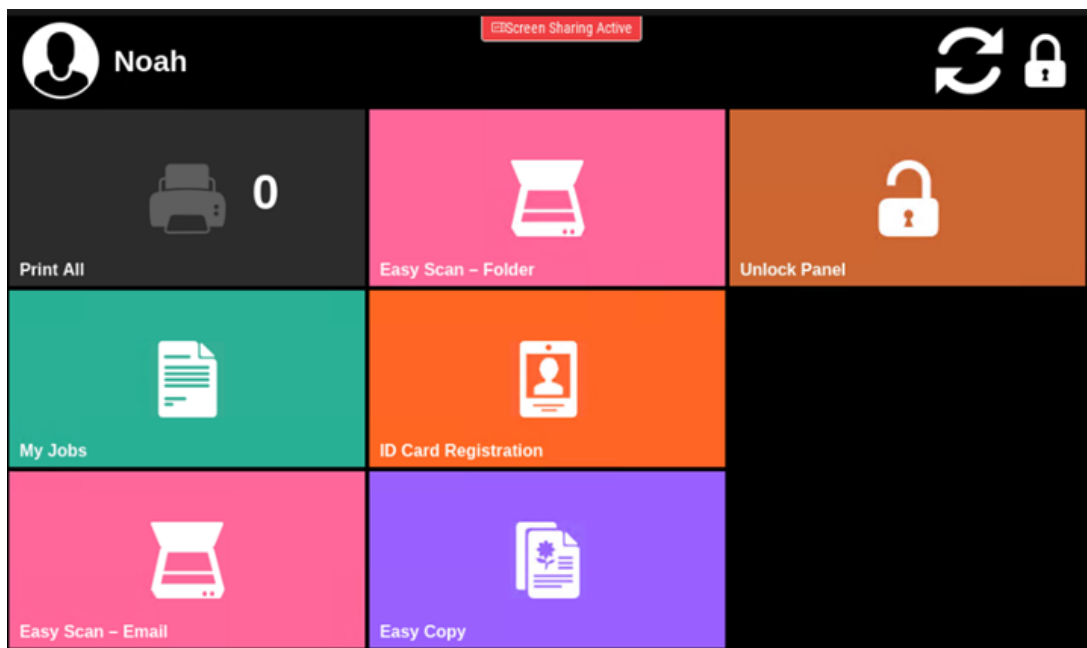 Screen Sharing Active
Noah
0
Print All
Easy Scan – Folder
Unlock Panel
My Jobs
ID Card Registration
Easy Scan – Email
Easy Copy